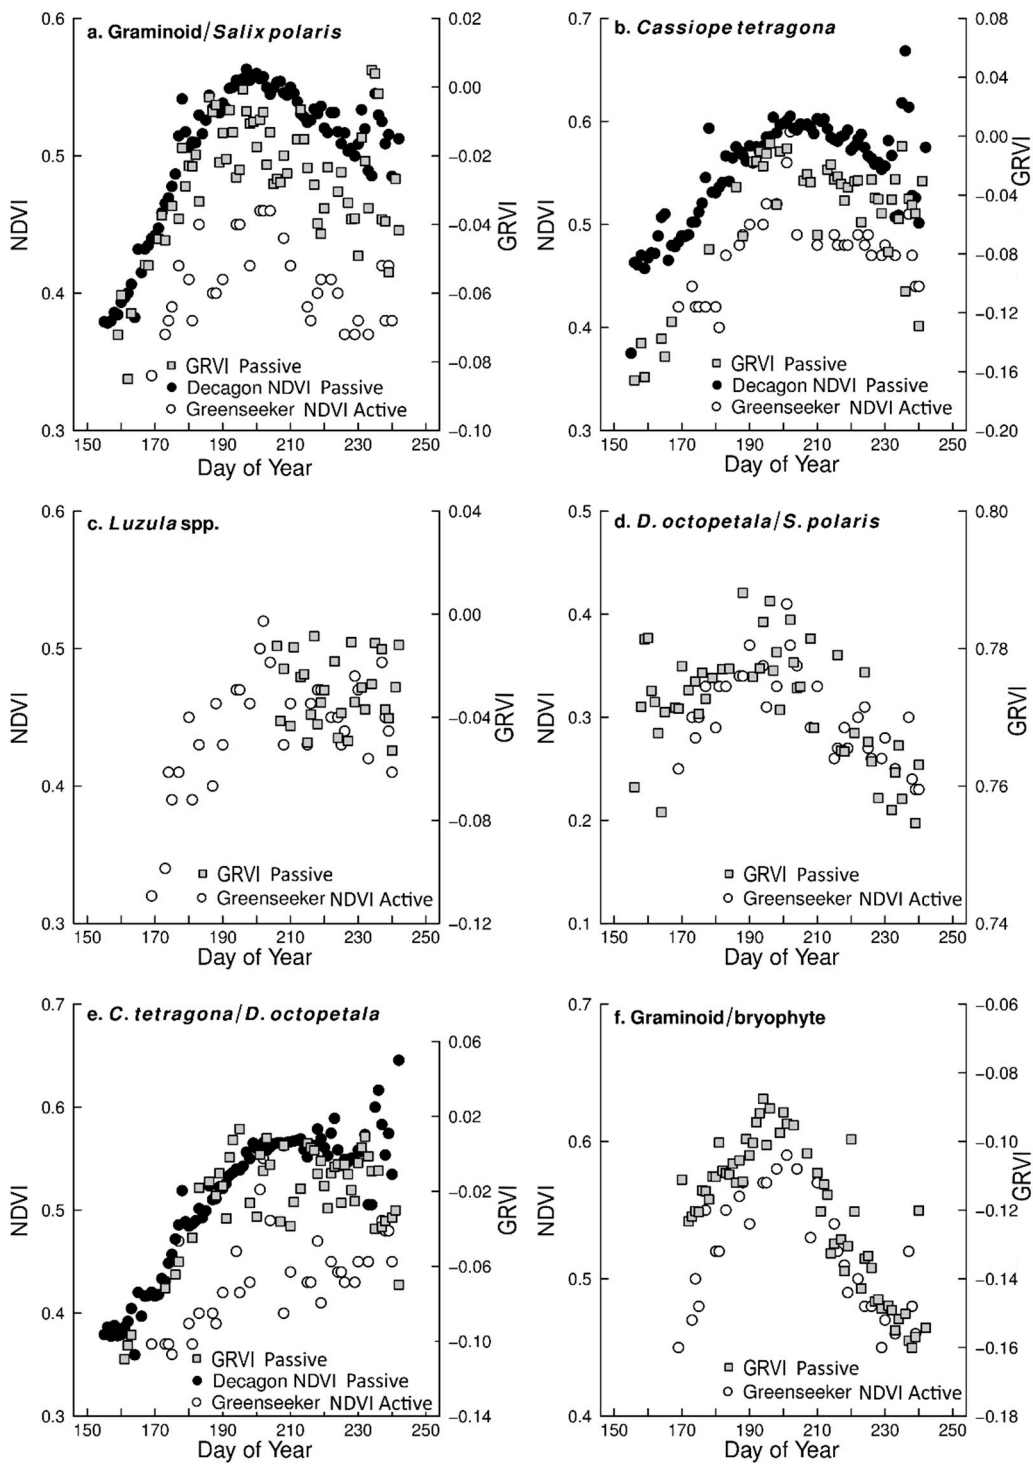 a. Graminoid/Salix polaris
0.6
0.5
0.4
0.3
NDVI
0.02
0.00
−0.02
−0.04
−0.06
−0.08
−0.10
GRVI
GRVI Passive
Decagon NDVI Passive
Greenseeker NDVI Active
150 170 190 210 230 250
Day of Year
b. Cassiope tetragona
0.7
0.6
0.5
0.4
0.3
NDVI
0.08
0.04
0.00
−0.04
−0.08
−0.12
−0.16
−0.20
GRVI
GRVI Passive
Decagon NDVI Passive
Greenseeker NDVI Active
150 170 190 210 230 250
Day of Year
c. Luzula spp.
0.6
0.5
0.4
0.3
NDVI
0.04
0.00
−0.04
−0.08
−0.12
GRVI
GRVI Passive
Greenseeker NDVI Active
150 170 190 210 230 250
Day of Year
d. D. octopetala/S. polaris
0.5
0.4
0.3
0.2
0.1
NDVI
0.80
0.78
0.76
0.74
GRVI
GRVI Passive
Greenseeker NDVI Active
150 170 190 210 230 250
Day of Year
e. C. tetragona/D. octopetala
0.7
0.6
0.5
0.4
0.3
NDVI
0.06
0.02
−0.02
−0.06
−0.10
−0.14
GRVI
GRVI Passive
Decagon NDVI Passive
Greenseeker NDVI Active
150 170 190 210 230 250
Day of Year
f. Graminoid/bryophyte
0.7
0.6
0.5
0.4
NDVI
−0.06
−0.08
−0.10
−0.12
−0.14
−0.16
−0.18
GRVI
GRVI Passive
Greenseeker NDVI Active
150 170 190 210 230 250
Day of Year